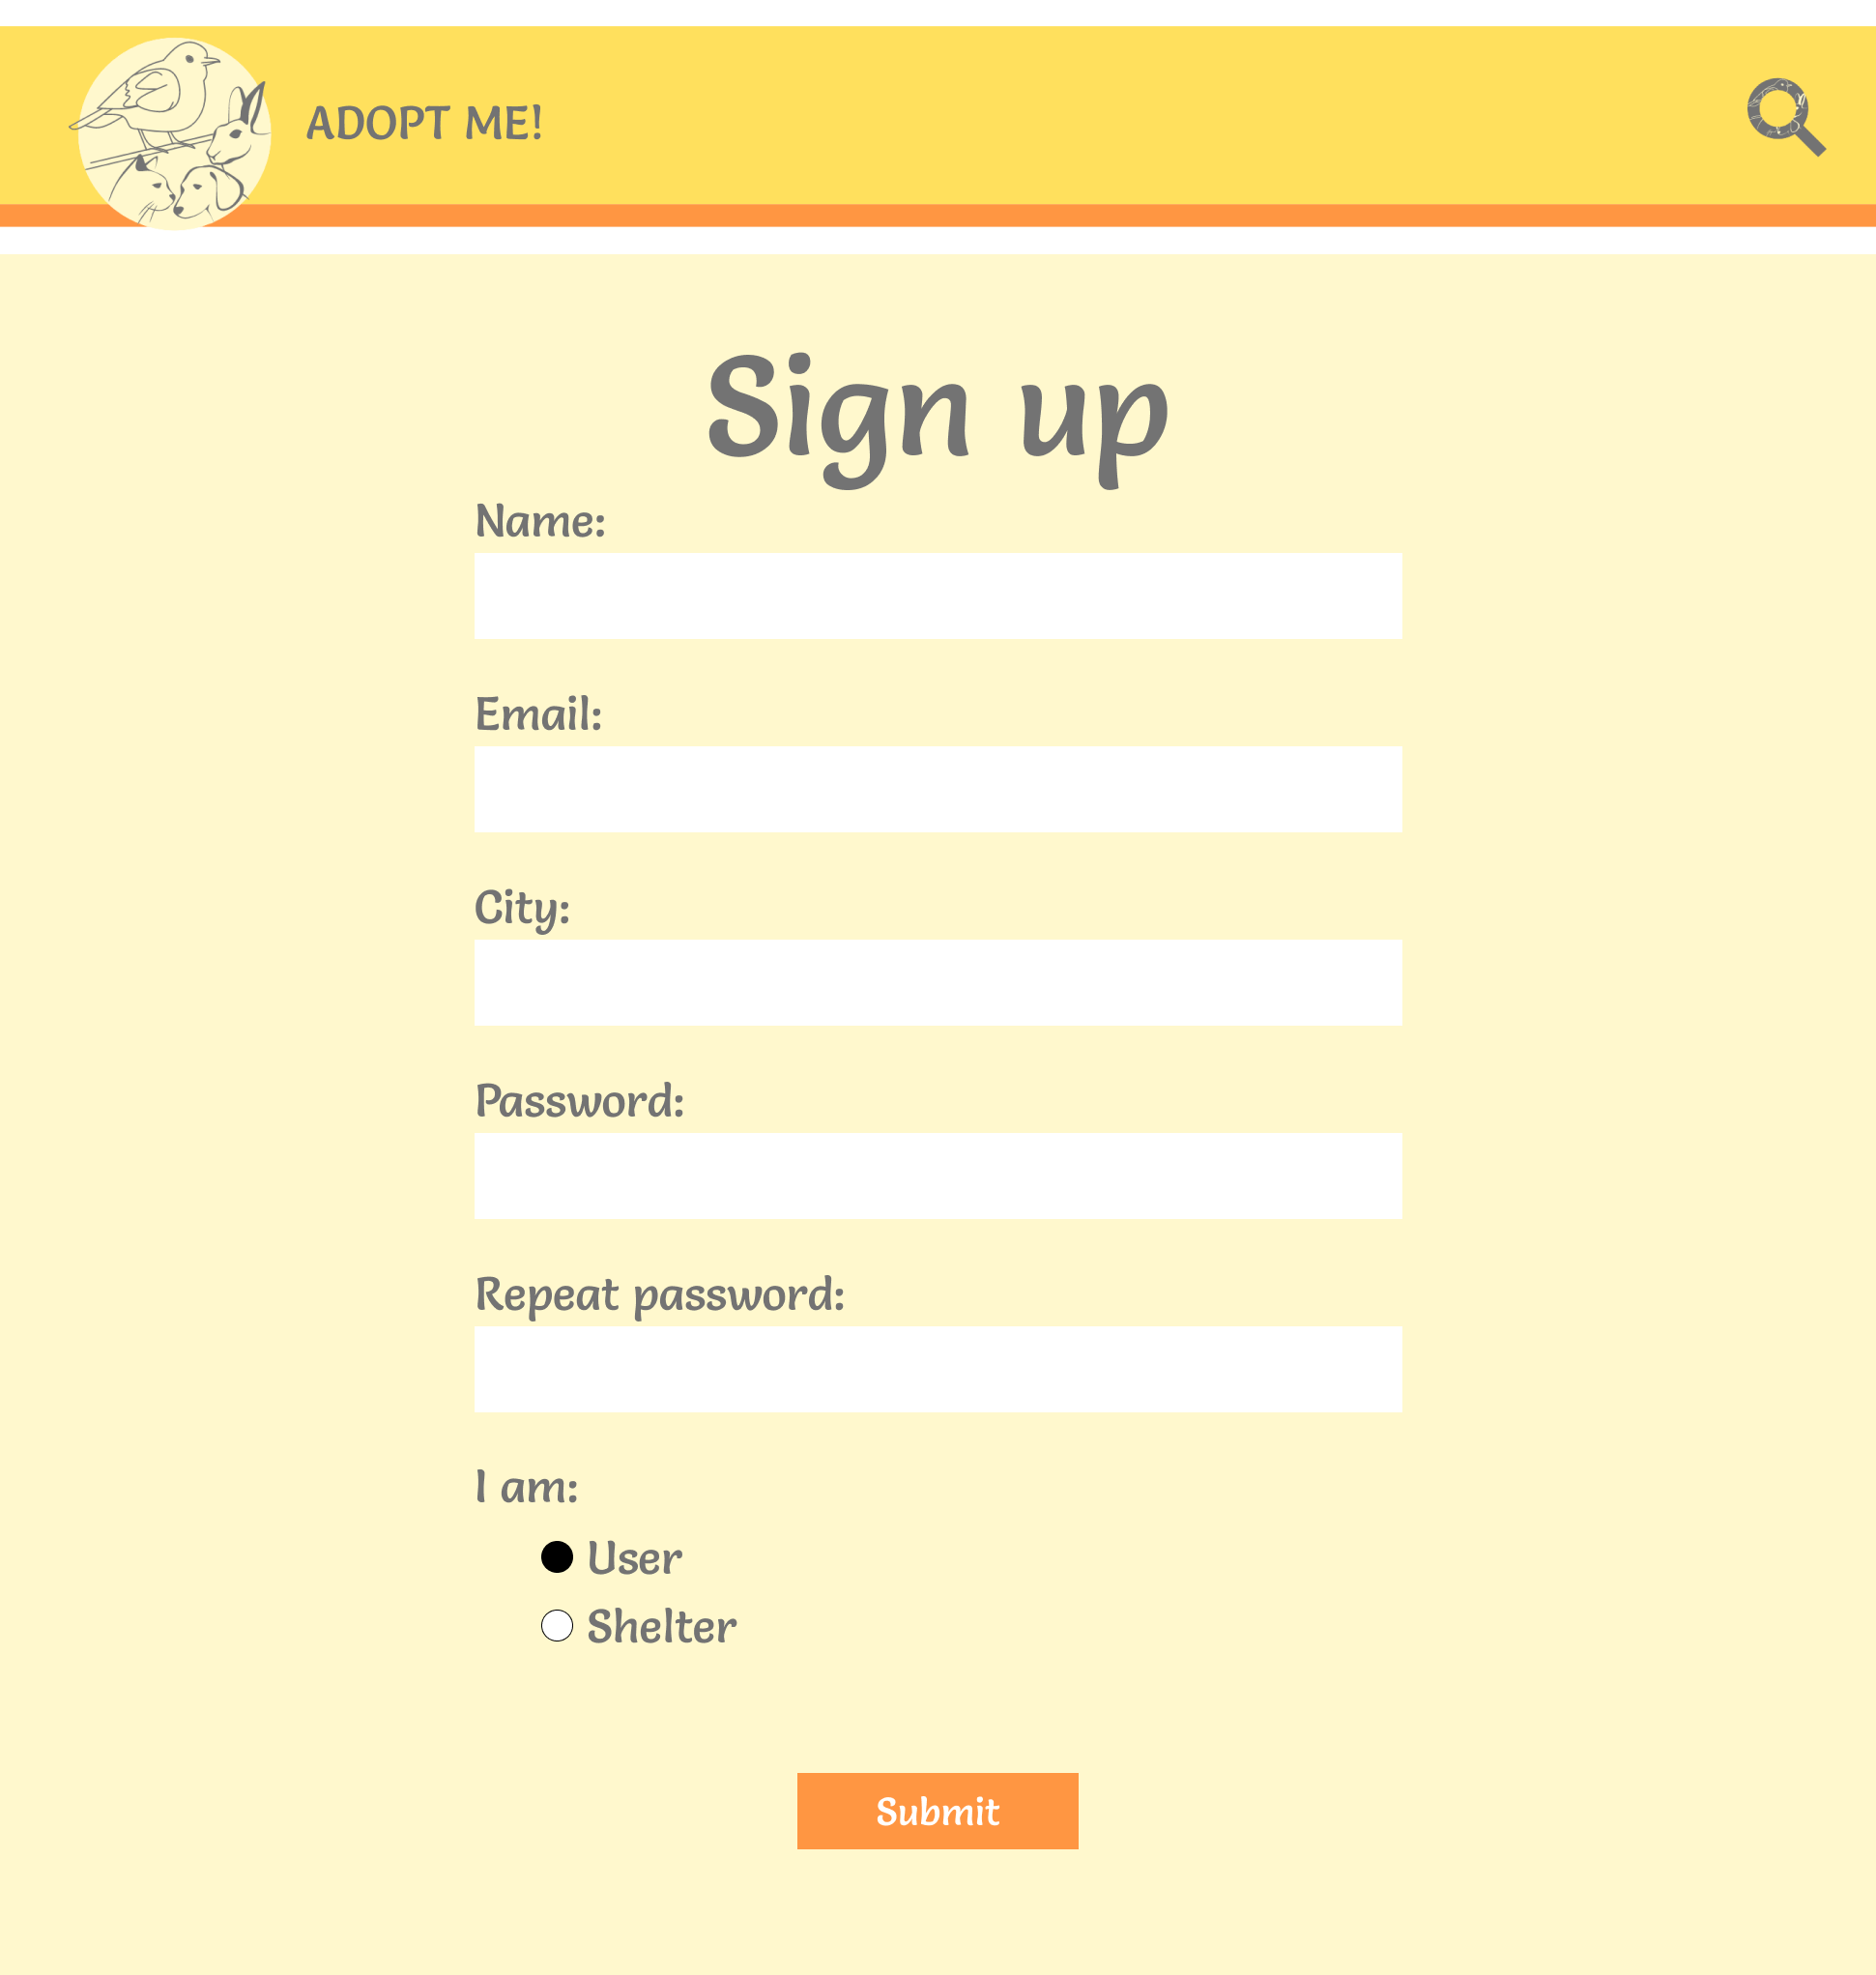 ADOPT ME!
Sign up
Name:
Email:
City:
Password:
Repeat password:
I am:
User
Shelter
Submit